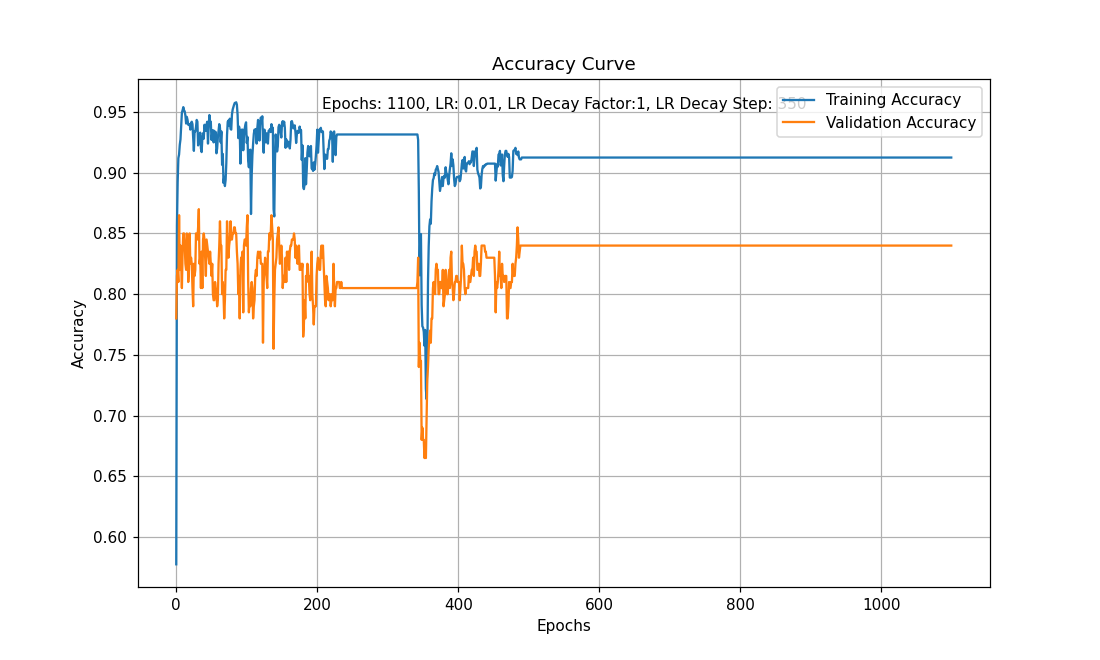 Accuracy Curve
Epochs: 1100, LR: 0.01, LR Decay Factor:1, LR Decay Step: 350
Training Accuracy
Validation Accuracy
0.95
0.90
0.85
0.80
0.75
0.70
0.65
0.60
Accuracy
0 200 400 600 800 1000
Epochs